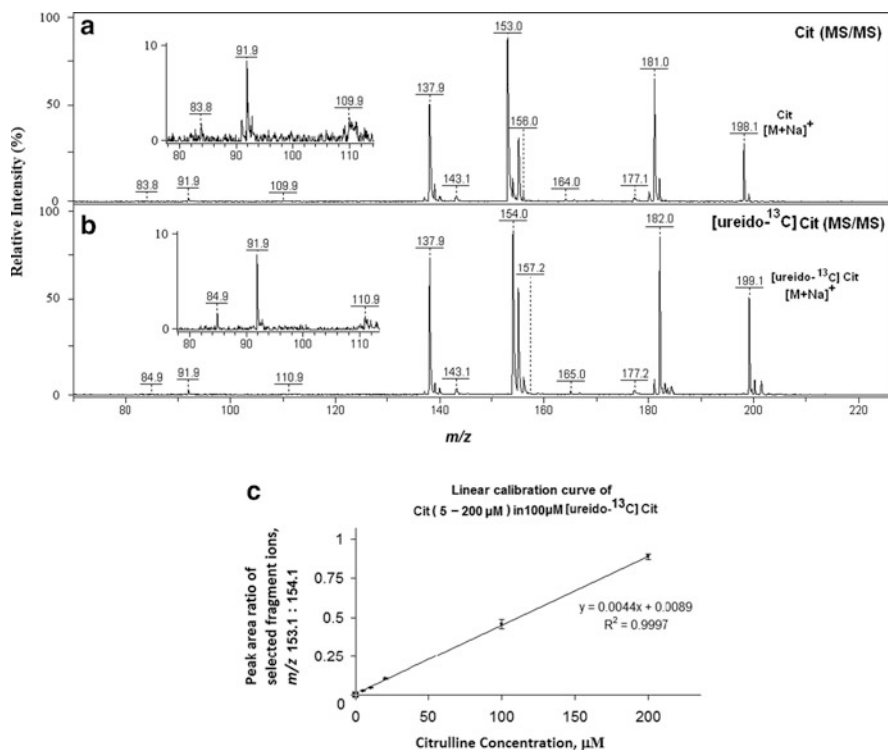 a
Cit (MS/MS)
100
50
0
Relative Intensity (%)
10
0
83.8
91.9
109.9
80 90 100 110
83.8
91.9
109.9
137.9
143.1
153.0
156.0
164.0
177.1
181.0
198.1
Cit
[M+Na]⁺
b
[ureido-¹³C] Cit (MS/MS)
100
50
0
10
0
84.9
91.9
110.9
80 90 100 110
84.9
91.9
110.9
137.9
143.1
154.0
157.2
165.0
177.2
182.0
199.1
[ureido-¹³C] Cit
[M+Na]⁺
80 100 120 140 160 180 200 220
m/z
c
Linear calibration curve of
Cit ( 5 – 200 µM ) in100µM [ureido-¹³C] Cit
Peak area ratio of
selected fragment ions,
m/z 153.1 : 154.1
1
0.75
0.5
0.25
0
y = 0.0044x + 0.0089
R² = 0.9997
0 50 100 150 200
Citrulline Concentration, µM